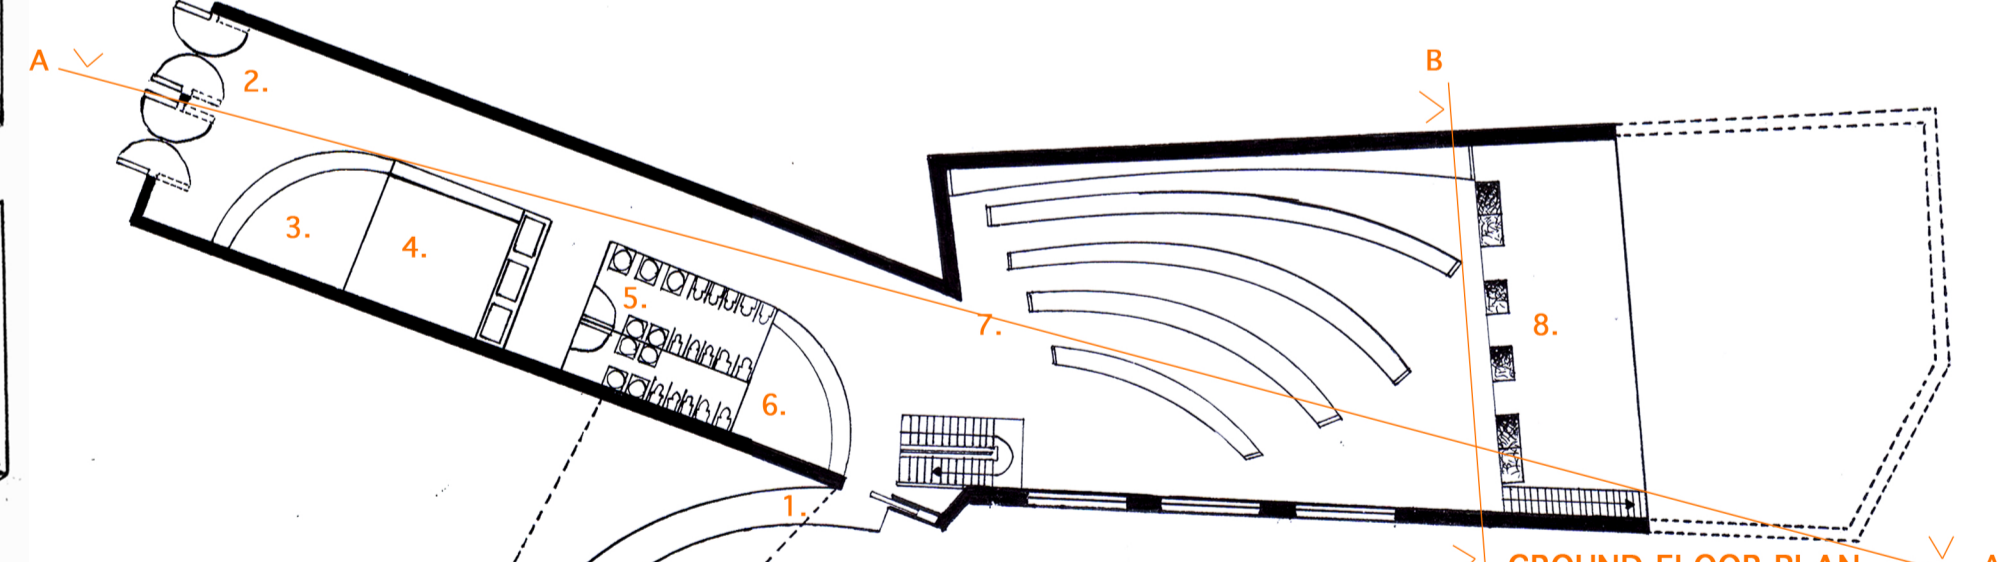 A
B
2.
3.
4.
5.
6.
7.
8.
1.
GROUND FLOOR PLAN
A